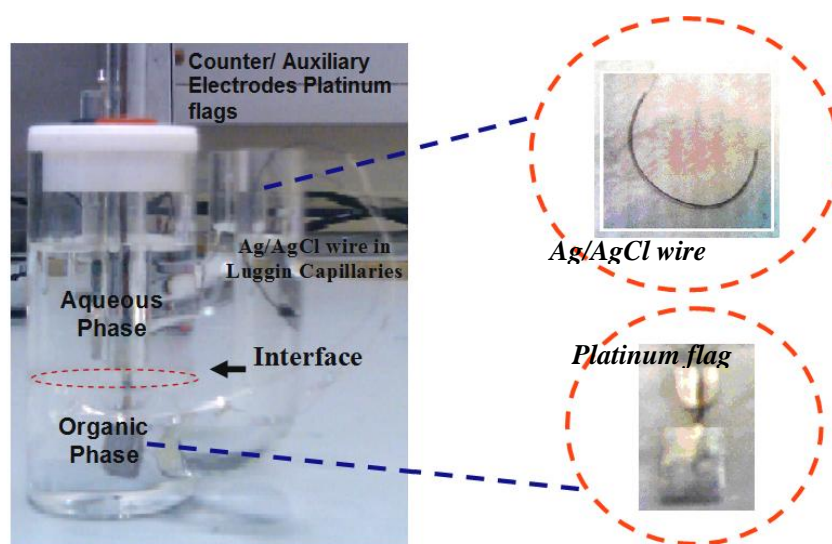 Counter/ Auxiliary
Electrodes Platinum
flags
Ag/AgCl wire in
Luggin Capillaries
Aqueous
Phase
Interface
Organic
Phase
Ag/AgCl wire
Platinum flag